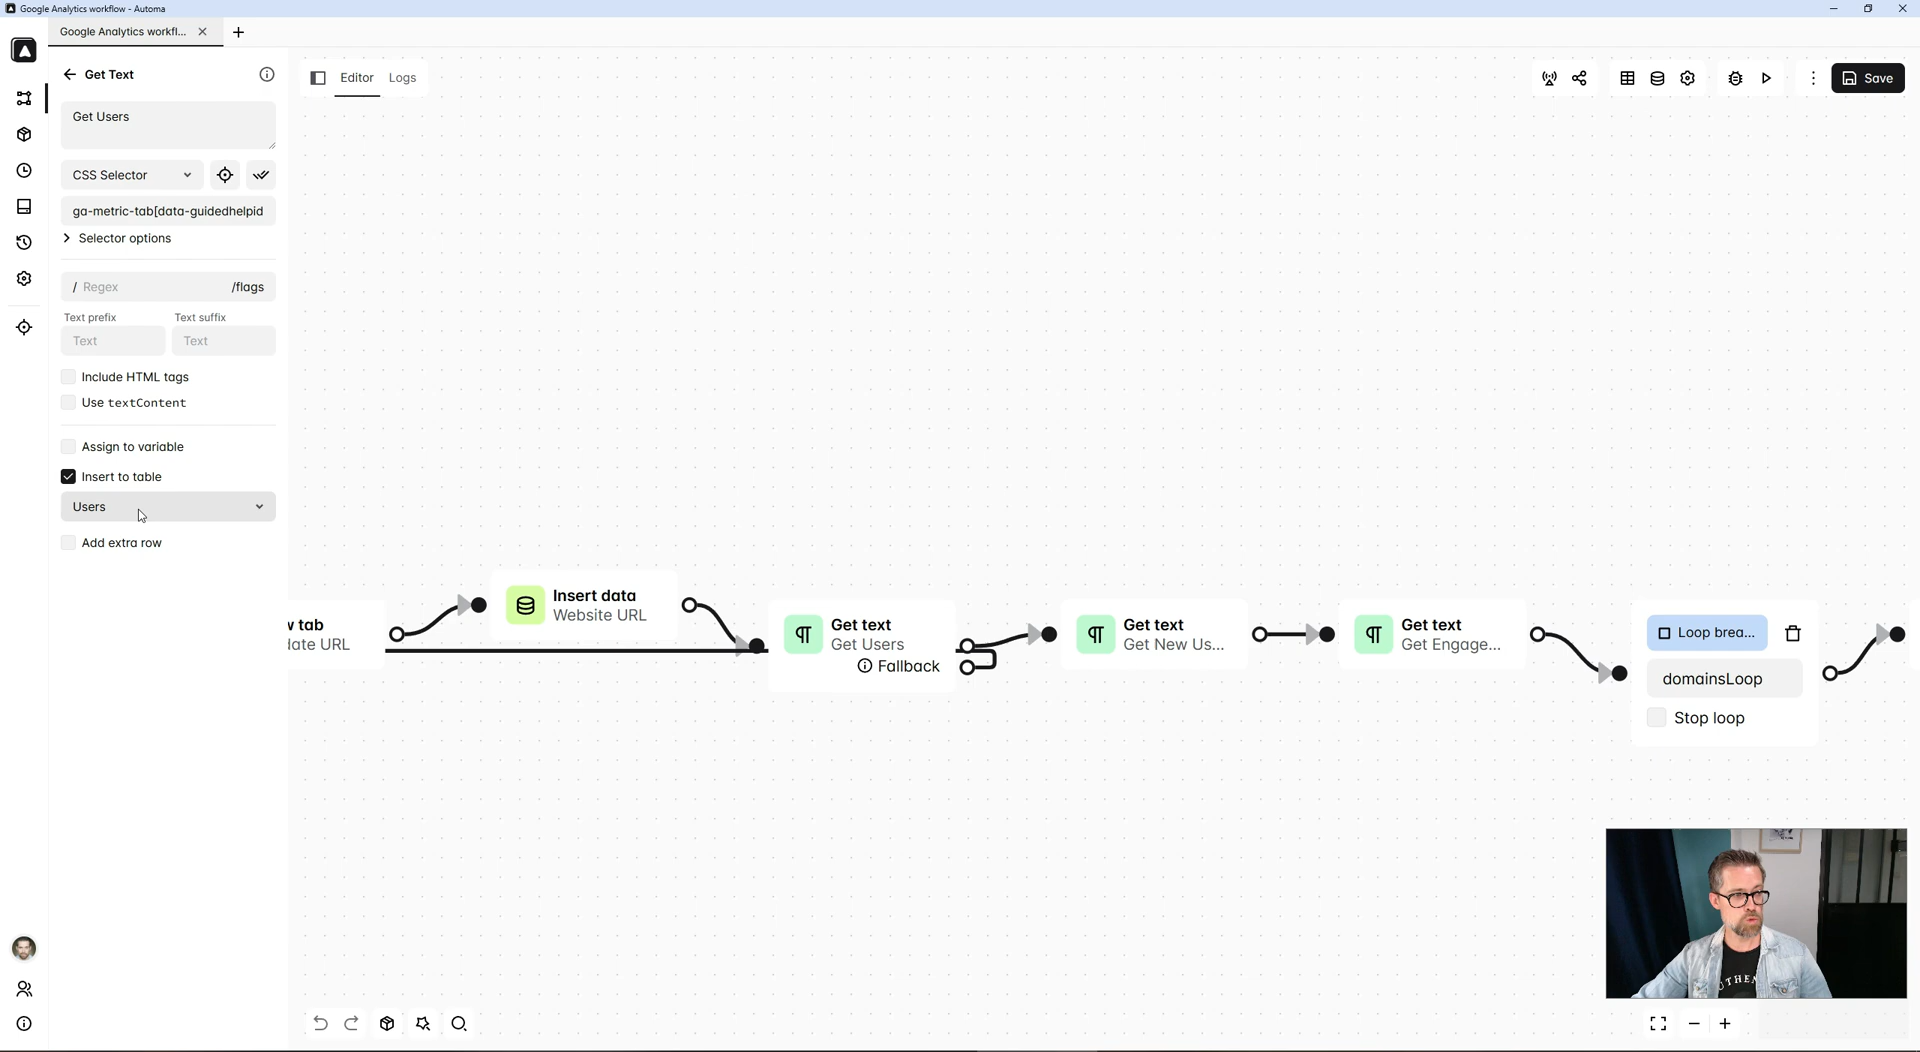 Google Analytics workflow - Automa
Google Analytics workfl...
Get Text
Get Users
CSS Selector
ga-metric-tab[data-guidedhelpid
Selector options
/ Regex /flags
Text prefix Text suffix
Text Text
Include HTML tags
Use textContent
Assign to variable
Insert to table
Users
Add extra row
Editor Logs
Save
w tab
date URL
Insert data
Website URL
Get text
Get Users
Fallback
Get text
Get New Us...
Get text
Get Engage...
Loop brea...
domainsLoop
Stop loop